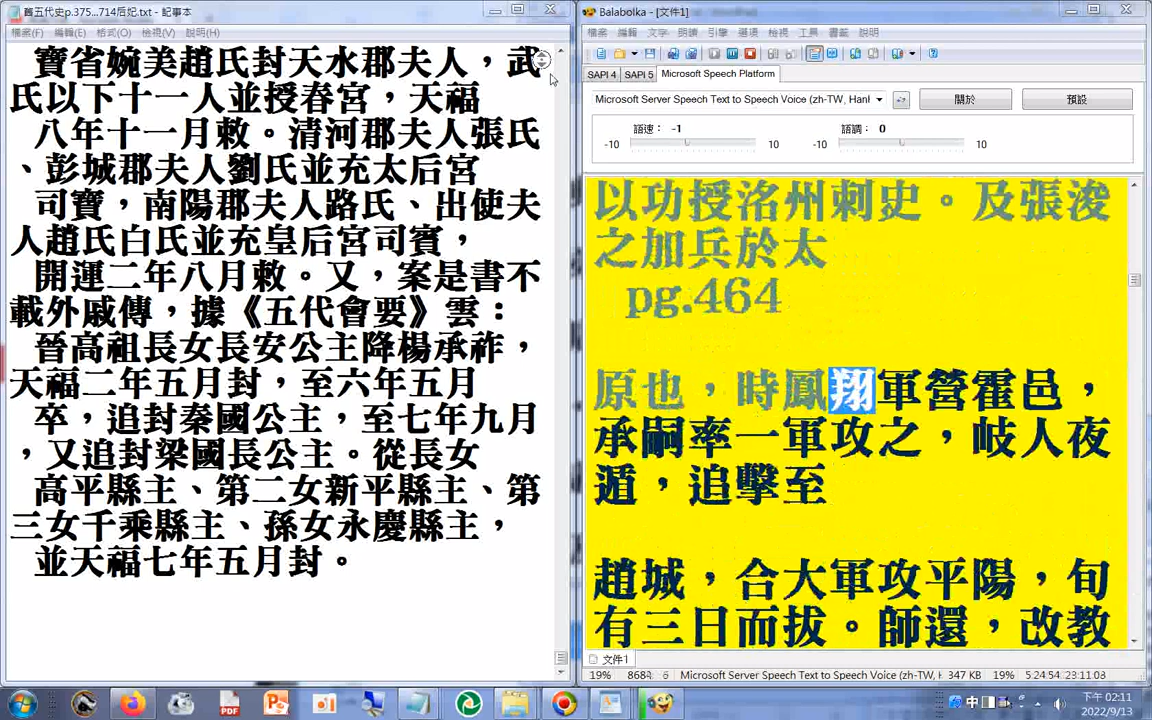 舊五代史p.375...714后妃.txt - 記事本
檔案(F) 編輯(E) 格式(O) 檢視(V) 說明(H)
寶省婉美趙氏封天水郡夫人，武
氏以下十一人並授春宮，天福
八年十一月敕。清河郡夫人張氏
、彭城郡夫人劉氏並充太后宮
司寶，南陽郡夫人路氏、出使夫
人趙氏白氏並充皇后宮司賓，
開運二年八月敕。又，案是書不
載外戚傳，據《五代會要》雲：
晉高祖長女長安公主降楊承祚，
天福二年五月封，至六年五月
卒，追封秦國公主，至七年九月
，又追封梁國長公主。從長女
高平縣主、第二女新平縣主、第
三女千乘縣主、孫女永慶縣主，
並天福七年五月封。
Balabolka - [文件1]
檔案 編輯 文字 朗讀 引擎 選項 檢視 工具 書籤 說明
SAPI 4 SAPI 5 Microsoft Speech Platform
Microsoft Server Speech Text to Speech Voice (zh-TW, Hanl
關於 預設
語速： -1 語調： 0
-10 10 -10 10
以功授洺州刺史。及張浚
之加兵於太
pg.464
原也，時鳳翔軍營霍邑，
承嗣率一軍攻之，岐人夜
遁，追擊至
趙城，合大軍攻平陽，旬
有三日而拔。師還，改教
文件1
19% 8684 6 Microsoft Server Speech Text to Speech Voice (zh-TW, H 347 KB 19% 5:24:54 23:11:03
中
下午 02:11
2022/9/13